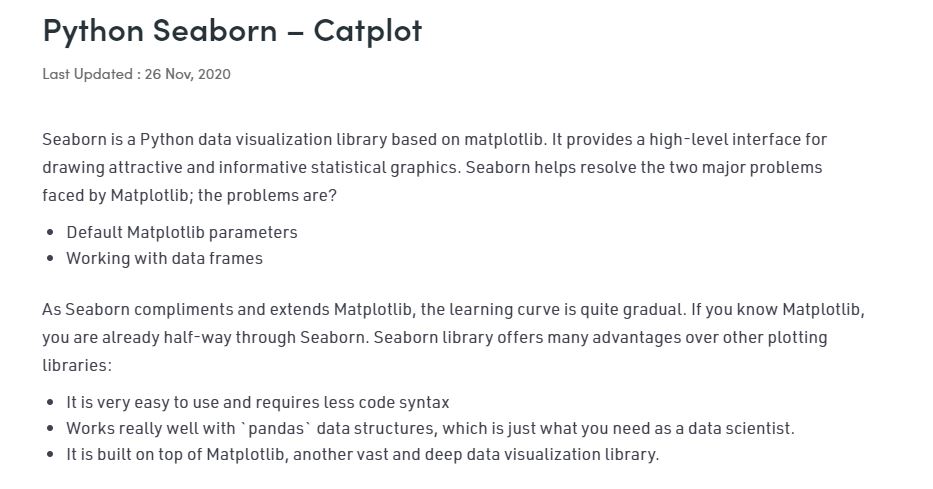 Python Seaborn – Catplot
Last Updated : 26 Nov, 2020
Seaborn is a Python data visualization library based on matplotlib. It provides a high-level interface for
drawing attractive and informative statistical graphics. Seaborn helps resolve the two major problems
faced by Matplotlib; the problems are?
• Default Matplotlib parameters
• Working with data frames
As Seaborn compliments and extends Matplotlib, the learning curve is quite gradual. If you know Matplotlib,
you are already half-way through Seaborn. Seaborn library offers many advantages over other plotting
libraries:
• It is very easy to use and requires less code syntax
• Works really well with `pandas` data structures, which is just what you need as a data scientist.
• It is built on top of Matplotlib, another vast and deep data visualization library.